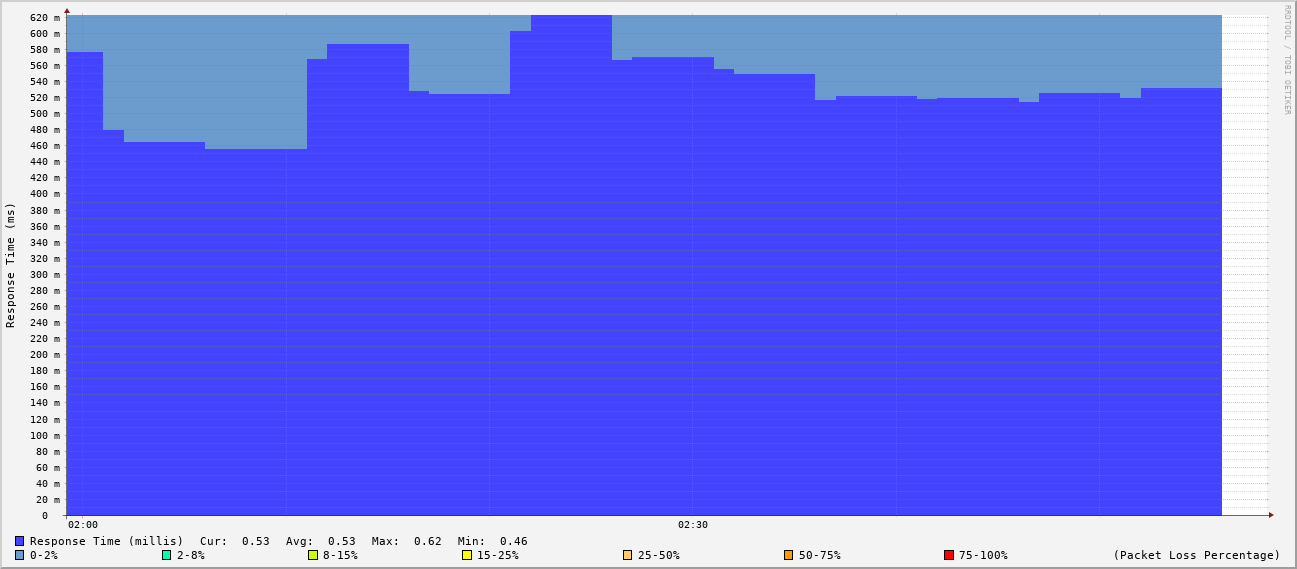 RRDTOOL / TOBI OETIKER
Response Time (ms)
620 m
600 m
580 m
560 m
540 m
520 m
500 m
480 m
460 m
440 m
420 m
400 m
380 m
360 m
340 m
320 m
300 m
280 m
260 m
240 m
220 m
200 m
180 m
160 m
140 m
120 m
100 m
80 m
60 m
40 m
20 m
0
02:00 02:30
Response Time (millis) Cur: 0.53 Avg: 0.53 Max: 0.62 Min: 0.46
0-2% 2-8% 8-15% 15-25% 25-50% 50-75% 75-100% (Packet Loss Percentage)